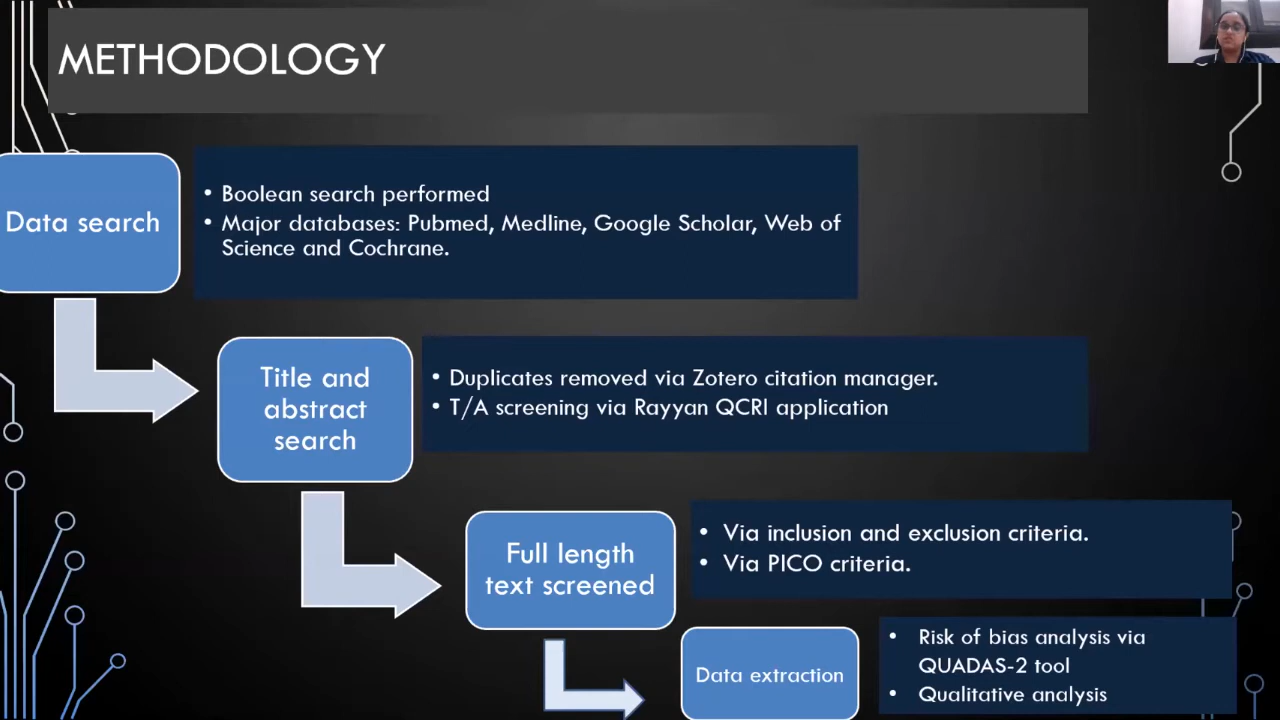 METHODOLOGY
Data search
• Boolean search performed
• Major databases: Pubmed, Medline, Google Scholar, Web of
Science and Cochrane.
Title and
abstract
search
• Duplicates removed via Zotero citation manager.
• T/A screening via Rayyan QCRI application
Full length
text screened
• Via inclusion and exclusion criteria.
• Via PICO criteria.
Data extraction
• Risk of bias analysis via
QUADAS-2 tool
• Qualitative analysis